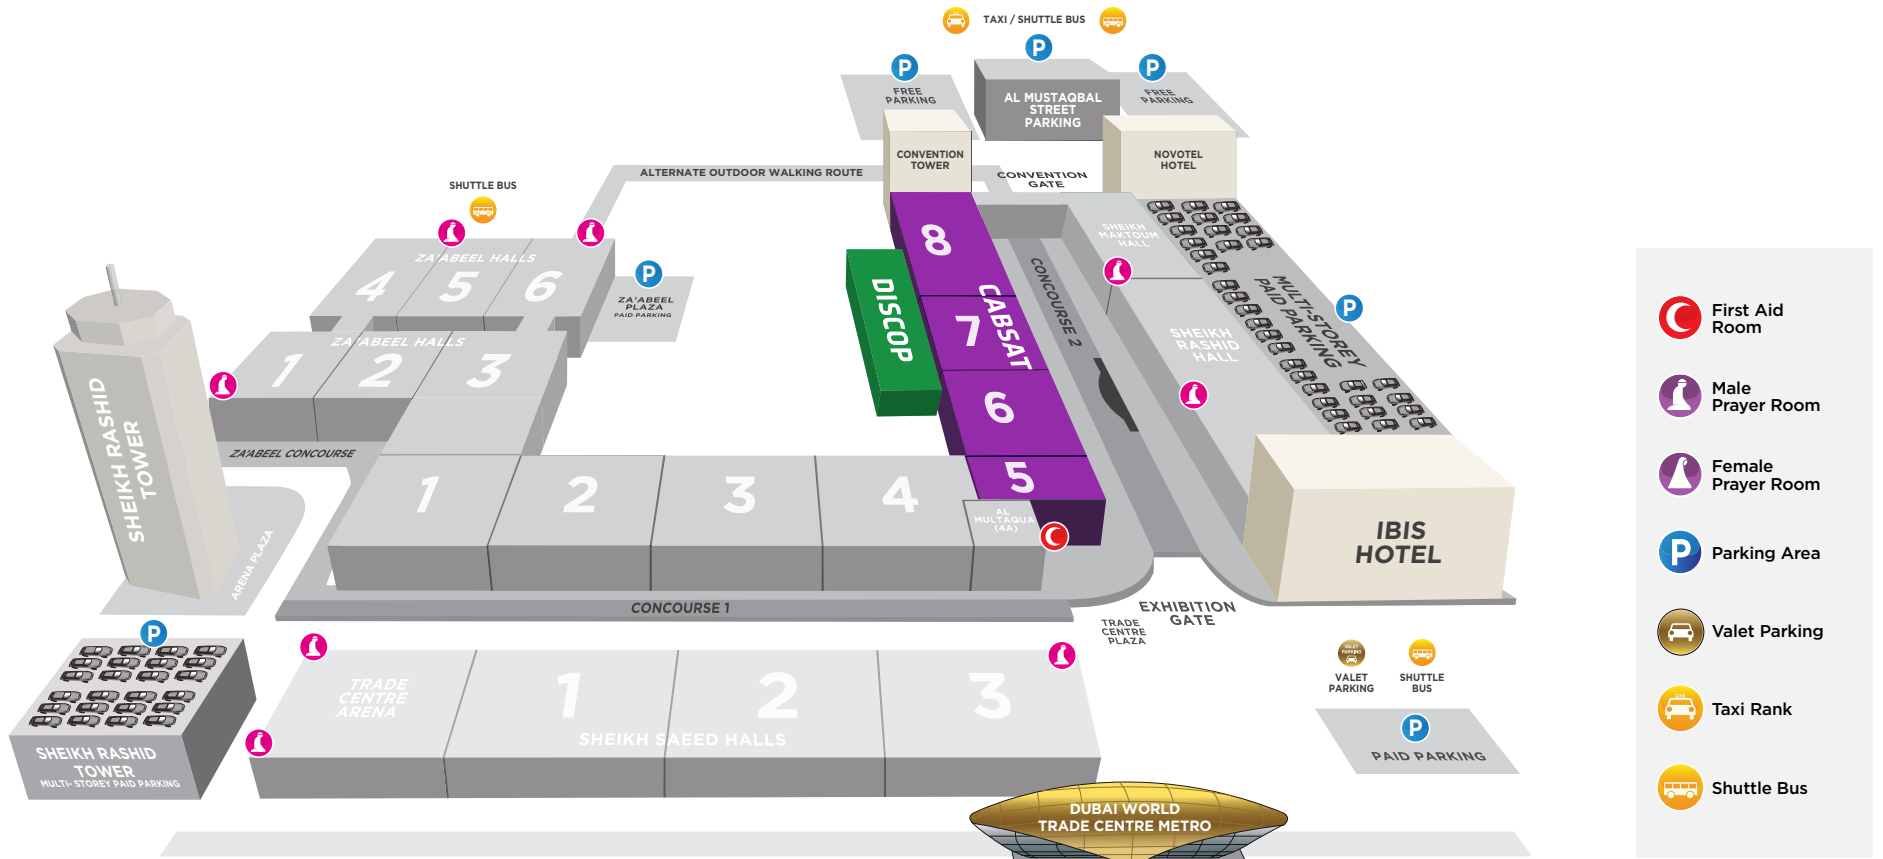 TAXI / SHUTTLE BUS
P
P
P
FREE
PARKING
AL MUSTAQBAL
STREET
PARKING
FREE
PARKING
CONVENTION
TOWER
NOVOTEL
HOTEL
ALTERNATE OUTDOOR WALKING ROUTE
CONVENTION
GATE
SHUTTLE BUS
ZA'ABEEL HALLS
4
5
6
P
ZA'ABEEL
PLAZA
PAID PARKING
ZA'ABEEL HALLS
1
2
3
8
7
6
5
CABSAT
DISCOP
CONCOURSE 2
SHEIKH
MAKTOUM
HALL
SHEIKH
RASHID
HALL
MULTI-STOREY
PAID PARKING
P
SHEIKH RASHID
TOWER
ZA'ABEEL CONCOURSE
ARENA PLAZA
1
2
3
4
AL
MULTAQUA
(4A)
IBIS
HOTEL
CONCOURSE 1
EXHIBITION
GATE
TRADE
CENTRE
PLAZA
P
SHEIKH RASHID
TOWER
MULTI- STOREY PAID PARKING
TRADE
CENTRE
ARENA
1
2
3
SHEIKH SAEED HALLS
VALET
PARKING
VALET
PARKING
SHUTTLE
BUS
P
PAID PARKING
DUBAI WORLD
TRADE CENTRE METRO
First Aid
Room
Male
Prayer Room
Female
Prayer Room
P
Parking Area
Valet Parking
Taxi Rank
Shuttle Bus